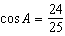 cos A = 24/25